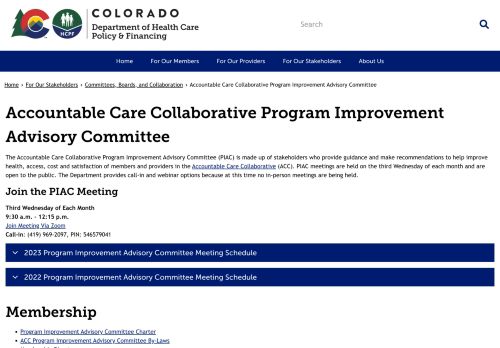 COLORADO
Department of Health Care
Policy & Financing
HCPF
Search
Home
For Our Members
For Our Providers
For Our Stakeholders
About Us
Home › For Our Stakeholders › Committees, Boards, and Collaboration › Accountable Care Collaborative Program Improvement Advisory Committee
Accountable Care Collaborative Program Improvement
Advisory Committee
The Accountable Care Collaborative Program Improvement Advisory Committee (PIAC) is made up of stakeholders who provide guidance and make recommendations to help improve
health, access, cost and satisfaction of members and providers in the Accountable Care Collaborative (ACC). PIAC meetings are held on the third Wednesday of each month and are
open to the public. The Department provides call-in and webinar options because at this time no in-person meetings are being held.
Join the PIAC Meeting
Third Wednesday of Each Month
9:30 a.m. - 12:15 p.m.
Join Meeting Via Zoom
Call-in: (419) 969-2097, PIN: 546579041
2023 Program Improvement Advisory Committee Meeting Schedule
2022 Program Improvement Advisory Committee Meeting Schedule
Membership
Program Improvement Advisory Committee Charter
ACC Program Improvement Advisory Committee By-Laws